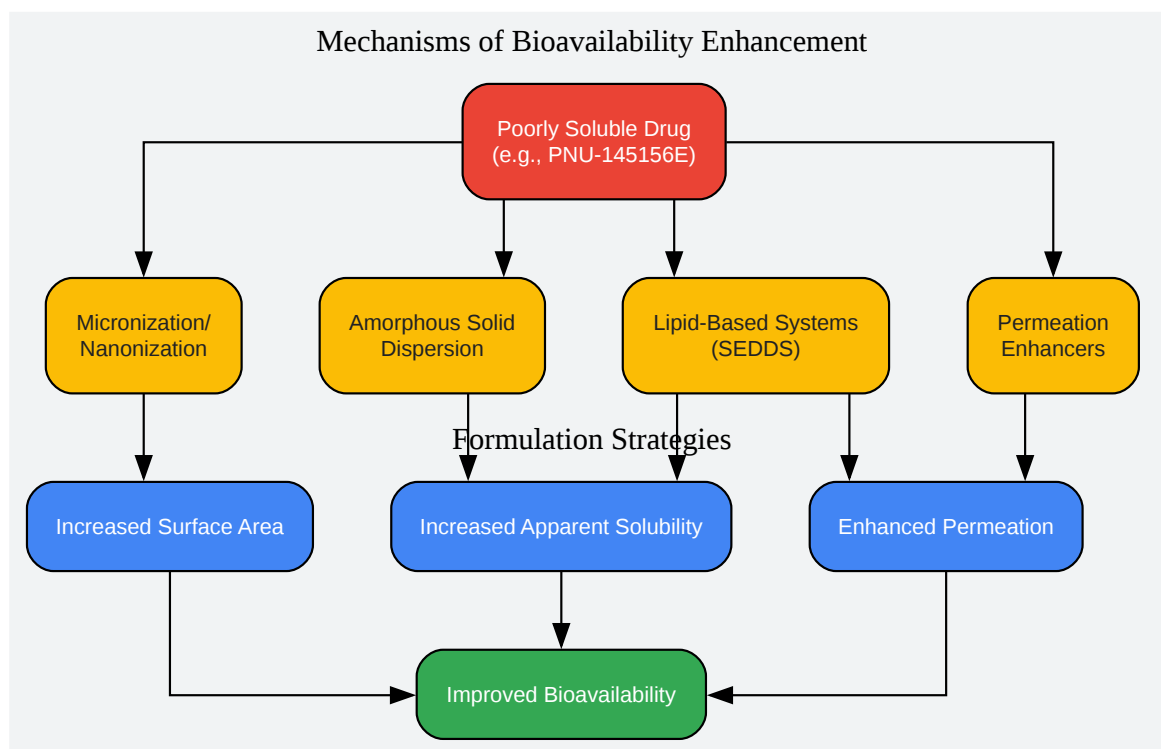 Mechanisms of Bioavailability Enhancement
Poorly Soluble Drug
(e.g., PNU-145156E)
Micronization/
Nanonization
Amorphous Solid
Dispersion
Lipid-Based Systems
(SEDDS)
Permeation
Enhancers
Formulation Strategies
Increased Surface Area
Increased Apparent Solubility
Enhanced Permeation
Improved Bioavailability